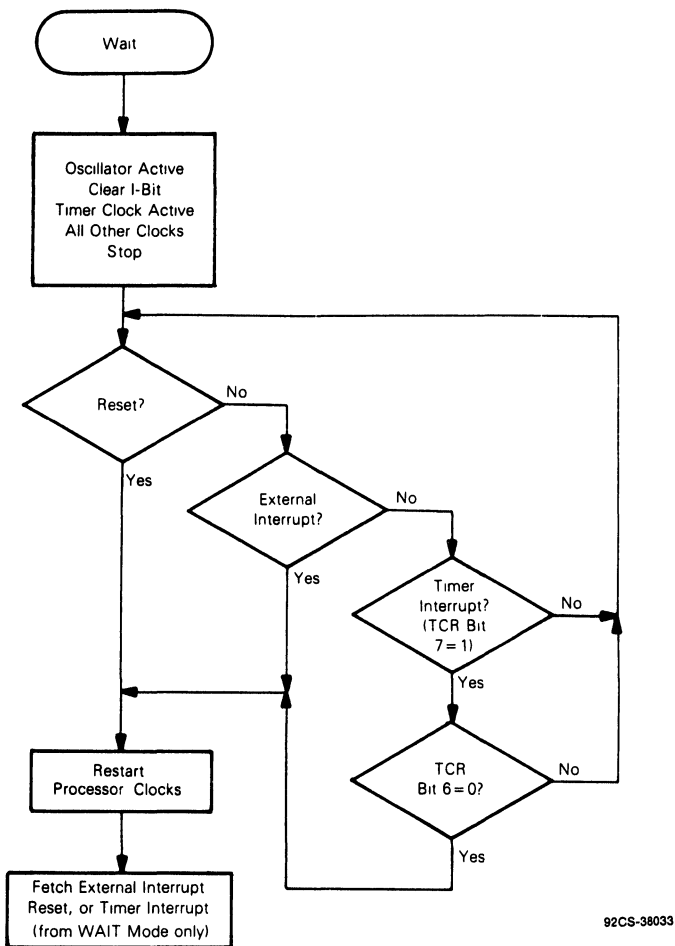 Wait
Oscillator Active
Clear I-Bit
Timer Clock Active
All Other Clocks
Stop
Reset?
No
Yes
External
Interrupt?
No
Yes
Timer
Interrupt?
(TCR Bit
7=1)
No
Yes
TCR
Bit 6=0?
No
Yes
Restart
Processor Clocks
Fetch External Interrupt
Reset, or Timer Interrupt
(from WAIT Mode only)
92CS-38033